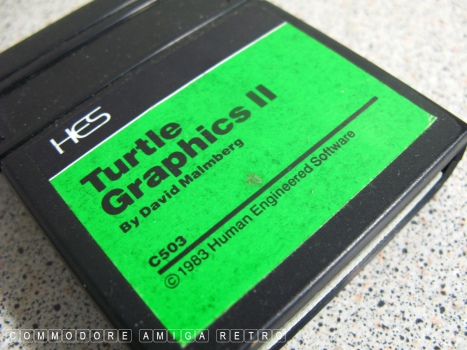 HES
Turtle
Graphics II
By David Malmberg
C503
©1983 Human Engineered Software
COMMODORE AMIGA RETRO